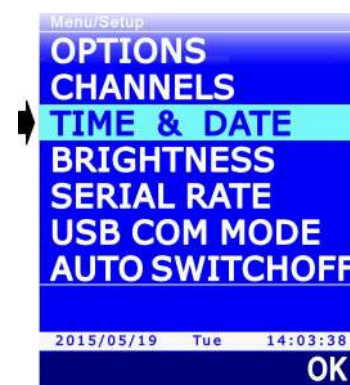 Menu/Setup
OPTIONS
CHANNELS
TIME & DATE
BRIGHTNESS
SERIAL RATE
USB COM MODE
AUTO SWITCHOFF
2015/05/19 Tue 14:03:38
OK